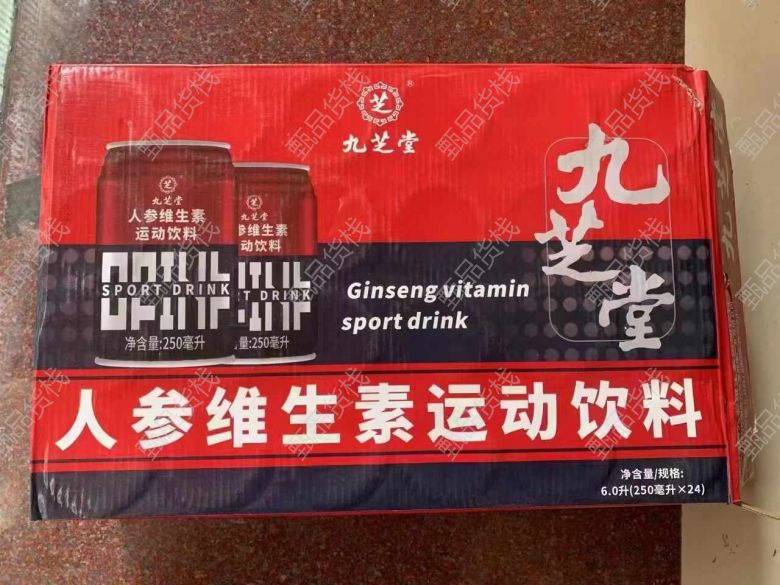 芝
®
九芝堂
九芝堂
芝
九芝堂
人参维生素
运动饮料
SPORT DRINK
净含量:250毫升
九芝堂
参维生素
动饮料
T DRINK
量:250毫升
Ginseng vitamin
sport drink
人参维生素运动饮料
净含量/规格:
6.0升(250毫升×24)
甄品货栈